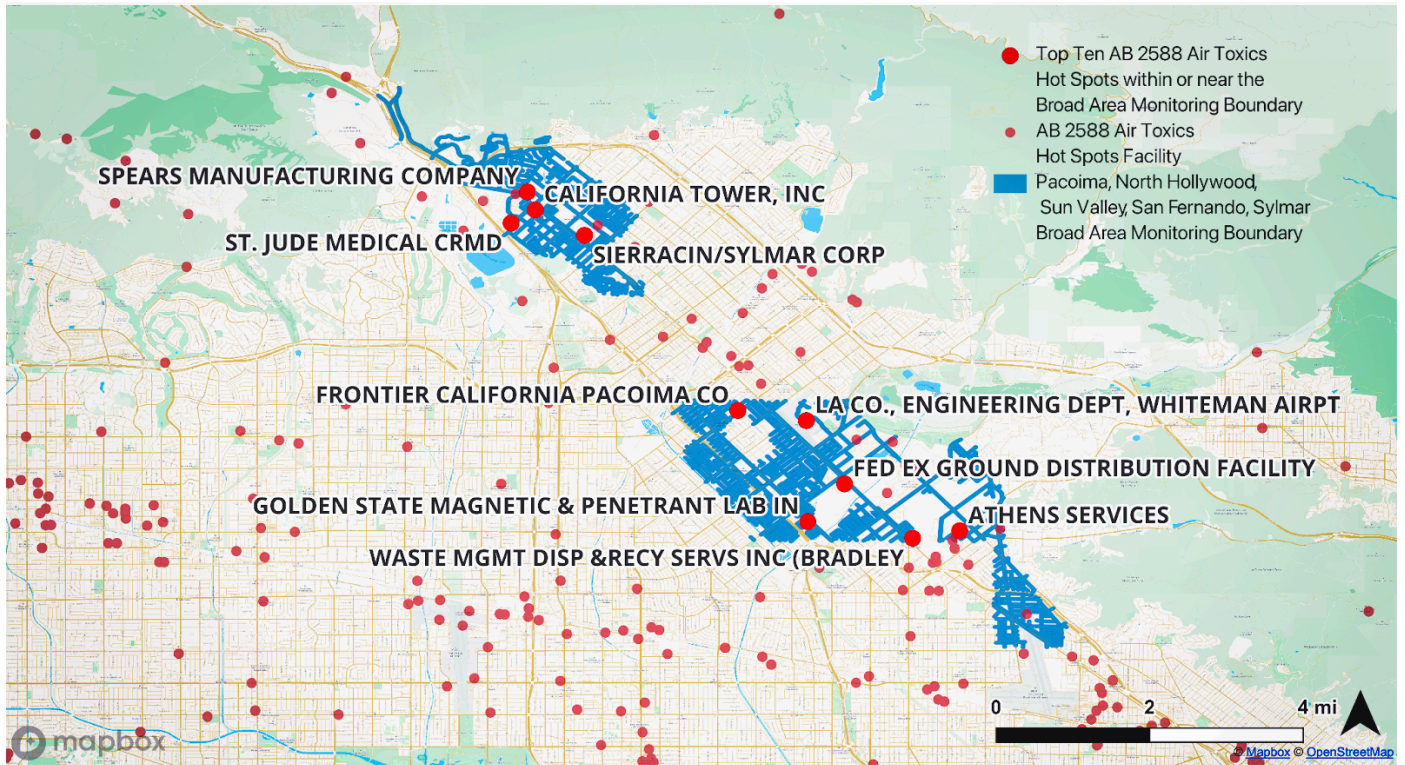 Top Ten AB 2588 Air Toxics
Hot Spots within or near the
Broad Area Monitoring Boundary
AB 2588 Air Toxics
Hot Spots Facility
Pacoima, North Hollywood,
Sun Valley, San Fernando, Sylmar
Broad Area Monitoring Boundary
SPEARS MANUFACTURING COMPANY
CALIFORNIA TOWER, INC
ST. JUDE MEDICAL CRMD
SIERRACIN/SYLMAR CORP
FRONTIER CALIFORNIA PACOIMA CO
LA CO., ENGINEERING DEPT, WHITEMAN AIRPT
FED EX GROUND DISTRIBUTION FACILITY
GOLDEN STATE MAGNETIC & PENETRANT LAB IN
ATHENS SERVICES
WASTE MGMT DISP &RECY SERVS INC (BRADLEY
0 2 4 mi
mapbox
© Mapbox © OpenStreetMap